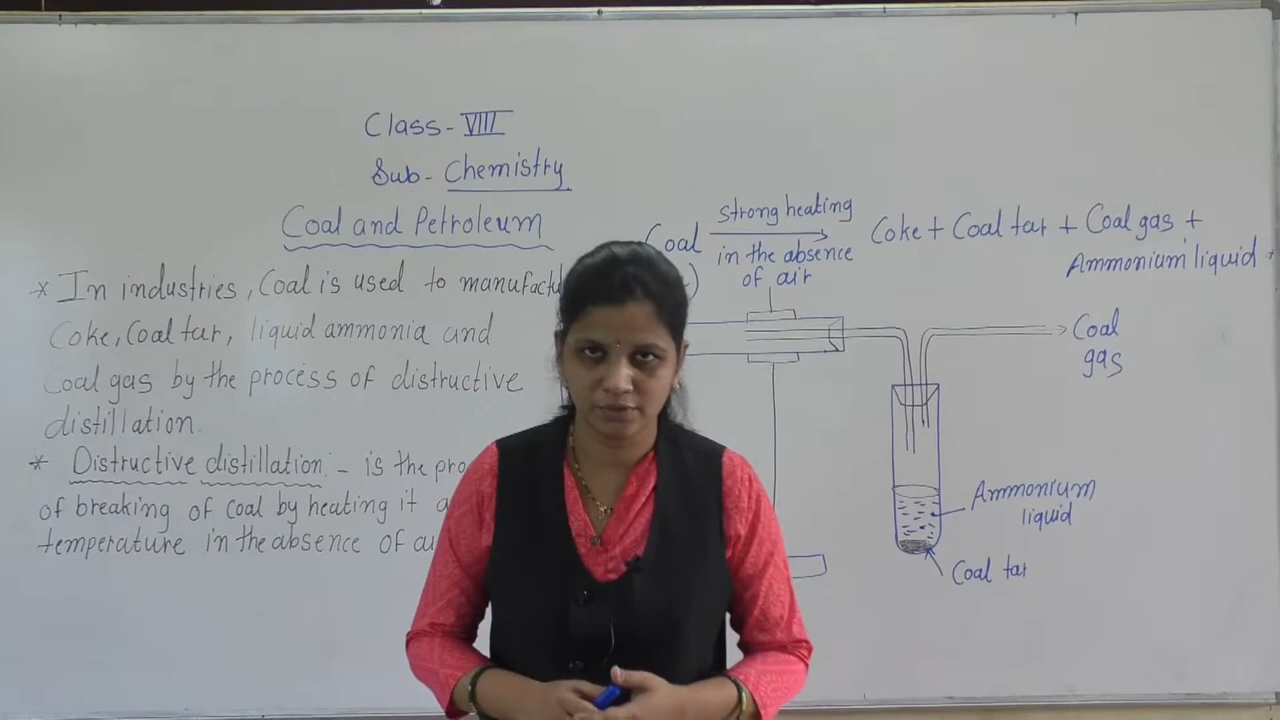 Class - VIII
Sub - Chemistry
Coal and Petroleum
* In industries, Coal is used to manufactu
Coke, Coal tar, liquid ammonia and
Coal gas by the process of distructive
distillation.
* Distructive distillation: - is the pro
of breaking of coal by heating it a
temperature in the absence of ai
Coal strong heating in the absence of air Coke + Coal tar + Coal gas +
Ammonium liquid
Coal
gas
Ammonium
liquid
Coal tar